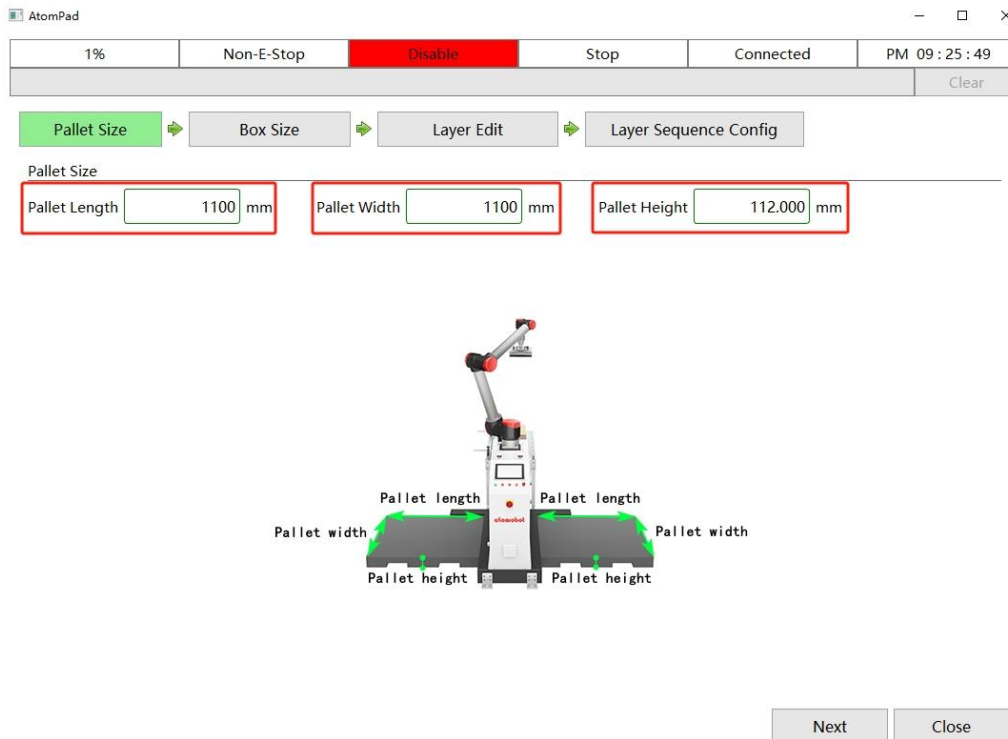 AtomPad
1% Non-E-Stop Disable Stop Connected PM 09 : 25 : 49
Clear
Pallet Size Box Size Layer Edit Layer Sequence Config
Pallet Size
Pallet Length 1100 mm Pallet Width 1100 mm Pallet Height 112.000 mm
Pallet length Pallet length
atomrobot
Pallet width Pallet width
Pallet height Pallet height
Next Close